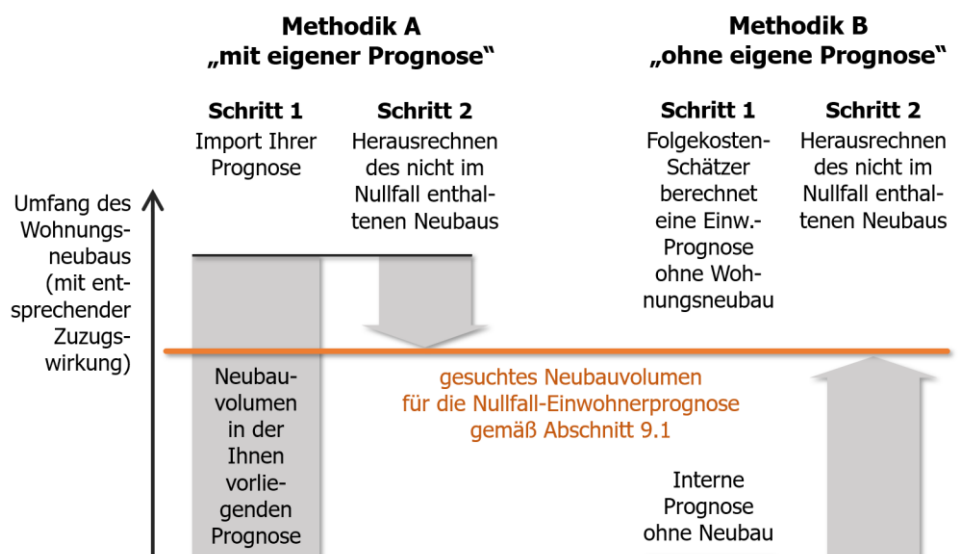 Methodik A
„mit eigener Prognose“
Methodik B
„ohne eigene Prognose“
Schritt 1
Import Ihrer
Prognose
Schritt 2
Herausrechnen
des nicht im
Nullfall enthal-
tenen Neubaus
Schritt 1
Folgekosten-
Schätzer
berechnet
eine Einw.-
Prognose
ohne Woh-
nungsneubau
Schritt 2
Herausrechnen
des nicht im
Nullfall enthal-
tenen Neubaus
Umfang des
Wohnungs-
neubaus
(mit ent-
sprechender
Zuzugs-
wirkung)
Neubau-
volumen
in der
Ihnen
vorlie-
genden
Prognose
gesuchtes Neubauvolumen
für die Nullfall-Einwohnerprognose
gemäß Abschnitt 9.1
Interne
Prognose
ohne Neubau